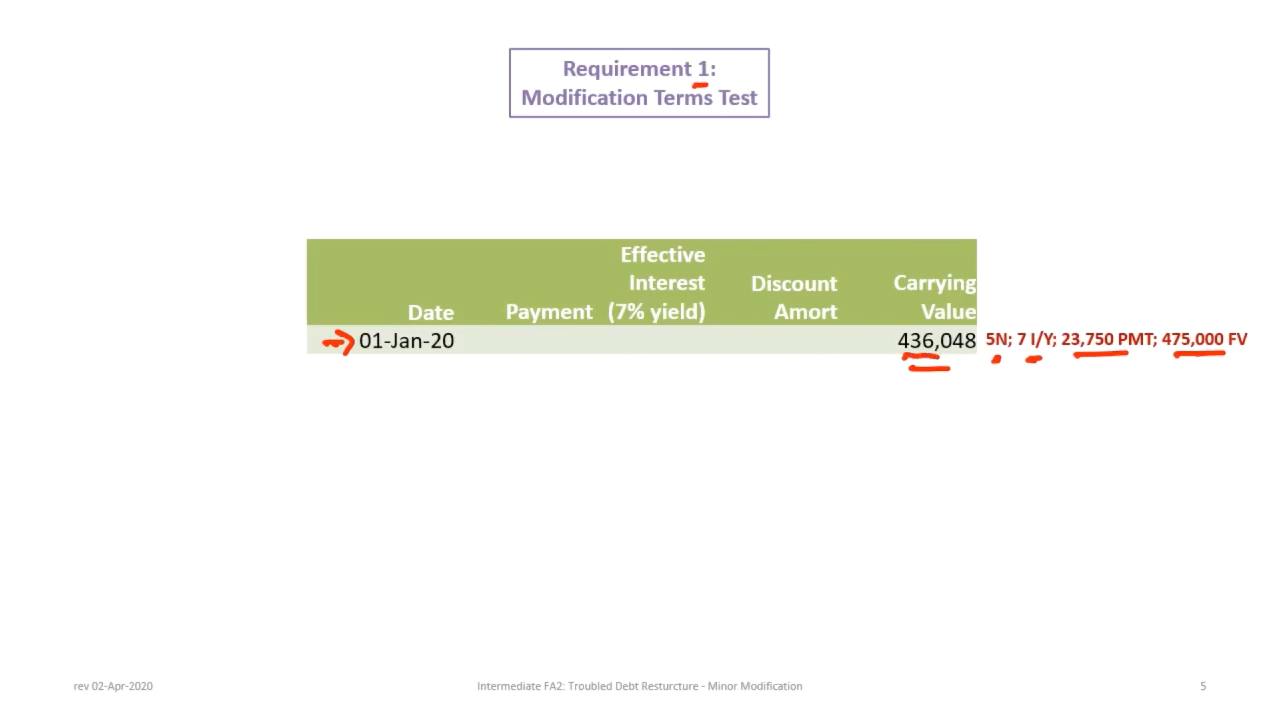 Requirement 1:
Modification Terms Test
Effective
Interest Discount Carrying
Date Payment (7% yield) Amort Value
01-Jan-20 436,048 5N; 7 I/Y; 23,750 PMT; 475,000 FV
rev 02-Apr-2020 Intermediate FA2: Troubled Debt Resturcture - Minor Modification 5